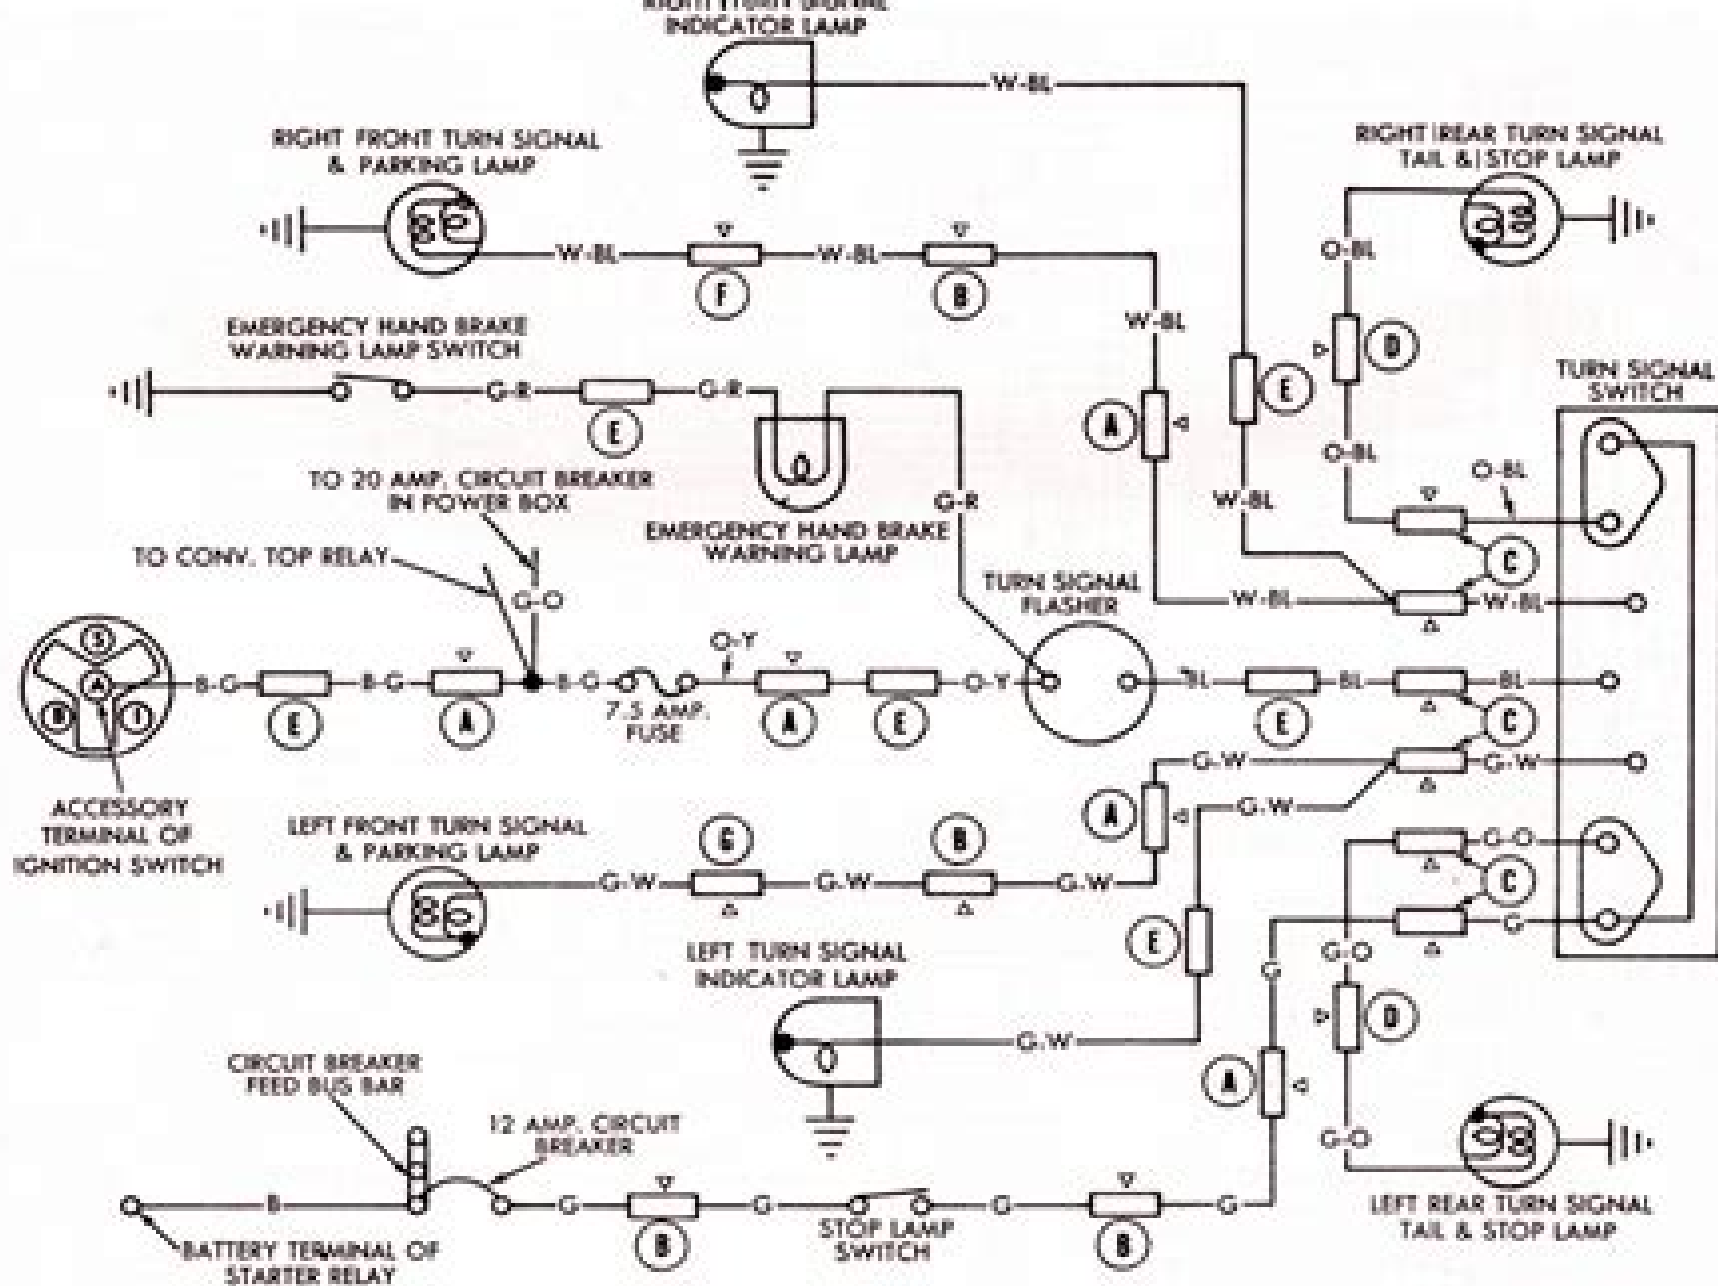 RIGHT TURN SIGNAL
INDICATOR LAMP
W-BL
RIGHT FRONT TURN SIGNAL
& PARKING LAMP
RIGHT REAR TURN SIGNAL
TAIL & STOP LAMP
W-BL
W-BL
O-BL
F
B
W-BL
D
EMERGENCY HAND BRAKE
WARNING LAMP SWITCH
TURN SIGNAL
SWITCH
G-R
G-R
E
E
A
O-BL
O-BL
TO 20 AMP. CIRCUIT BREAKER
IN POWER BOX
G-R
W-BL
EMERGENCY HAND BRAKE
WARNING LAMP
C
TO CONV. TOP RELAY
G-O
TURN SIGNAL
FLASHER
W-BL
W-BL
S
A
B
I
B-G
B-G
B-G
O-Y
O-Y
BL
BL
BL
E
A
7.5 AMP.
FUSE
A
E
E
C
G-W
G-W
ACCESSORY
TERMINAL OF
IGNITION SWITCH
LEFT FRONT TURN SIGNAL
& PARKING LAMP
G
B
A
G-W
G-O
G-W
G-W
G-W
C
G
LEFT TURN SIGNAL
INDICATOR LAMP
E
G-O
G
D
G-W
CIRCUIT BREAKER
FEED BUS BAR
A
12 AMP. CIRCUIT
BREAKER
G-O
B
G
G
G
G
LEFT REAR TURN SIGNAL
TAIL & STOP LAMP
B
STOP LAMP
SWITCH
B
BATTERY TERMINAL OF
STARTER RELAY